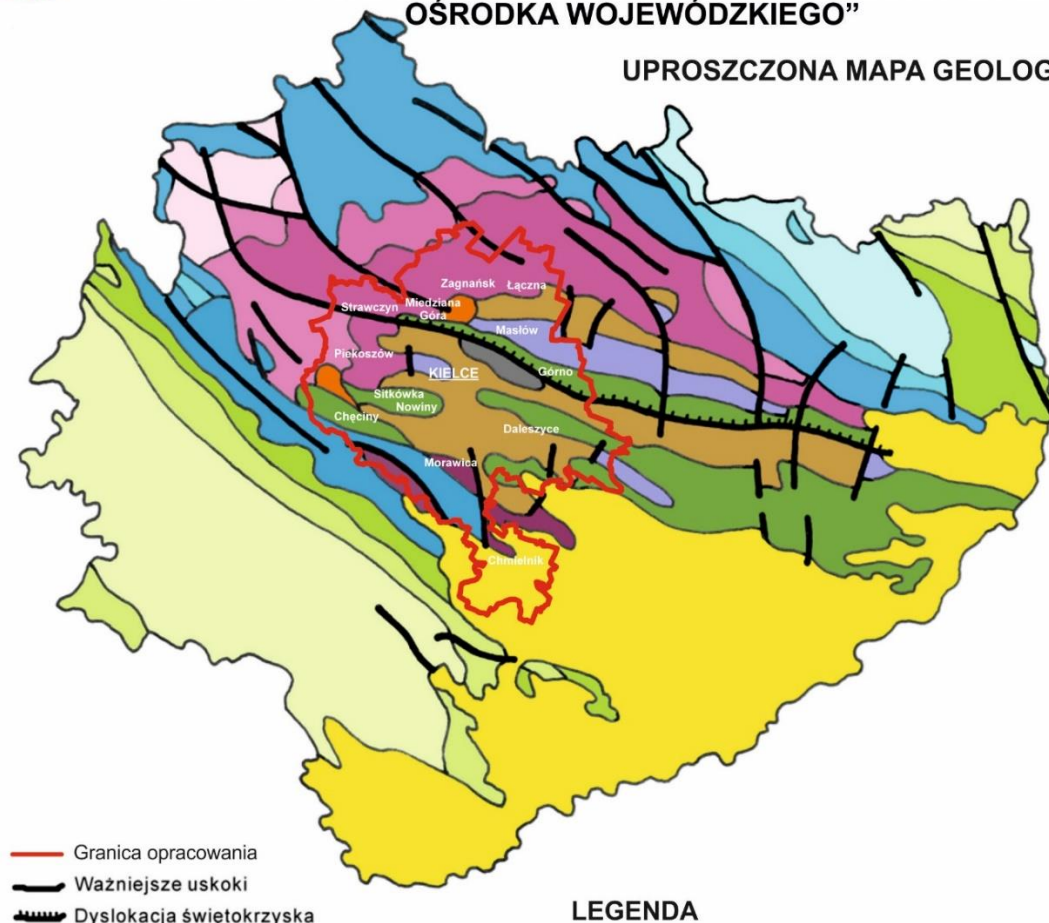 OŚRODKA WOJEWÓDZKIEGO”
UPROSZCZONA MAPA GEOLOG
Zagnańsk
Łączna
Strawczyn
Miedziana
Góra
Masłów
Piekoszów
KIELCE
Górno
Sitkówka
Nowiny
Chęciny
Daleszyce
Morawica
Chmielnik
Granica opracowania
Ważniejsze uskoki
Dyslokacja świetokrzyska
LEGENDA